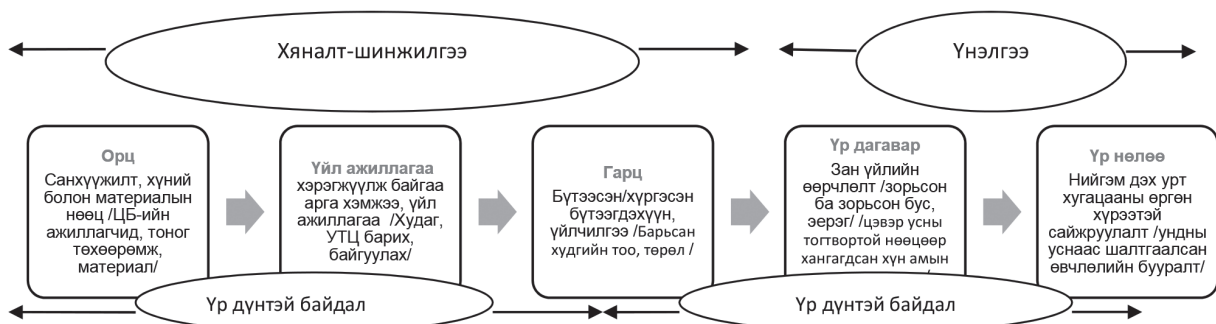 Хяналт-шинжилгээ
Үнэлгээ
Орц
Санхүүжилт, хүний
болон материалын
нөөц /ЦБ-ийн
ажиллагчид, тоног
төхөөрөмж,
материал/
Үйл ажиллагаа
хэрэгжүүлж байгаа
арга хэмжээ, үйл
ажиллагаа /Худаг,
УТЦ барих,
байгуулах/
Гарц
Бүтээсэн/хүргэсэн
бүтээгдэхүүн,
үйлчилгээ /Барьсан
худгийн тоо, төрөл /
Үр дагавар
Зан үйлийн
өөрчлөлт /зорьсон
ба зорьсон бус,
эерэг/ /цэвэр усны
тогтвортой нөөцөөр
хангагдсан хүн амын
Үр нөлөө
Нийгэм дэх урт
хугацааны өргөн
хүрээтэй
сайжруулалт /ундны
уснаас шалтгаалсан
өвчлөлийн бууралт/
Үр дүнтэй байдал
Үр дүнтэй байдал